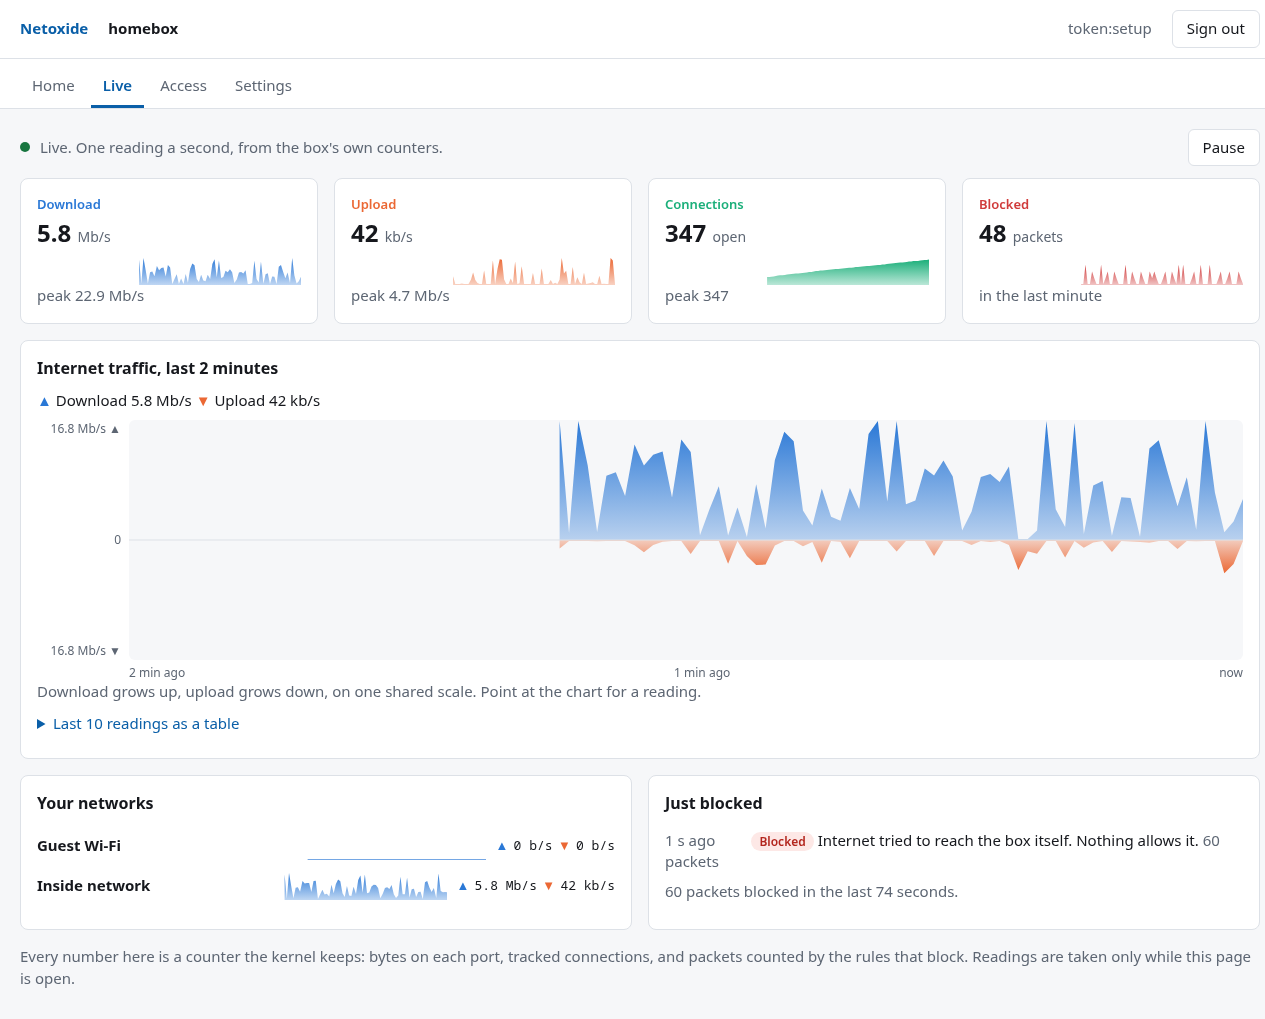 Netoxide homebox token:setup Sign out
Home Live Access Settings
Live. One reading a second, from the box's own counters. Pause
Download
5.8 Mb/s
peak 22.9 Mb/s
Upload
42 kb/s
peak 4.7 Mb/s
Connections
347 open
peak 347
Blocked
48 packets
in the last minute
Internet traffic, last 2 minutes
▲ Download 5.8 Mb/s ▼ Upload 42 kb/s
16.8 Mb/s ▲
0
16.8 Mb/s ▼
2 min ago 1 min ago now
Download grows up, upload grows down, on one shared scale. Point at the chart for a reading.
▶ Last 10 readings as a table
Your networks
Guest Wi-Fi ▲ 0 b/s ▼ 0 b/s
Inside network ▲ 5.8 Mb/s ▼ 42 kb/s
Just blocked
1 s ago Blocked Internet tried to reach the box itself. Nothing allows it. 60
packets
60 packets blocked in the last 74 seconds.
Every number here is a counter the kernel keeps: bytes on each port, tracked connections, and packets counted by the rules that block. Readings are taken only while this page
is open.